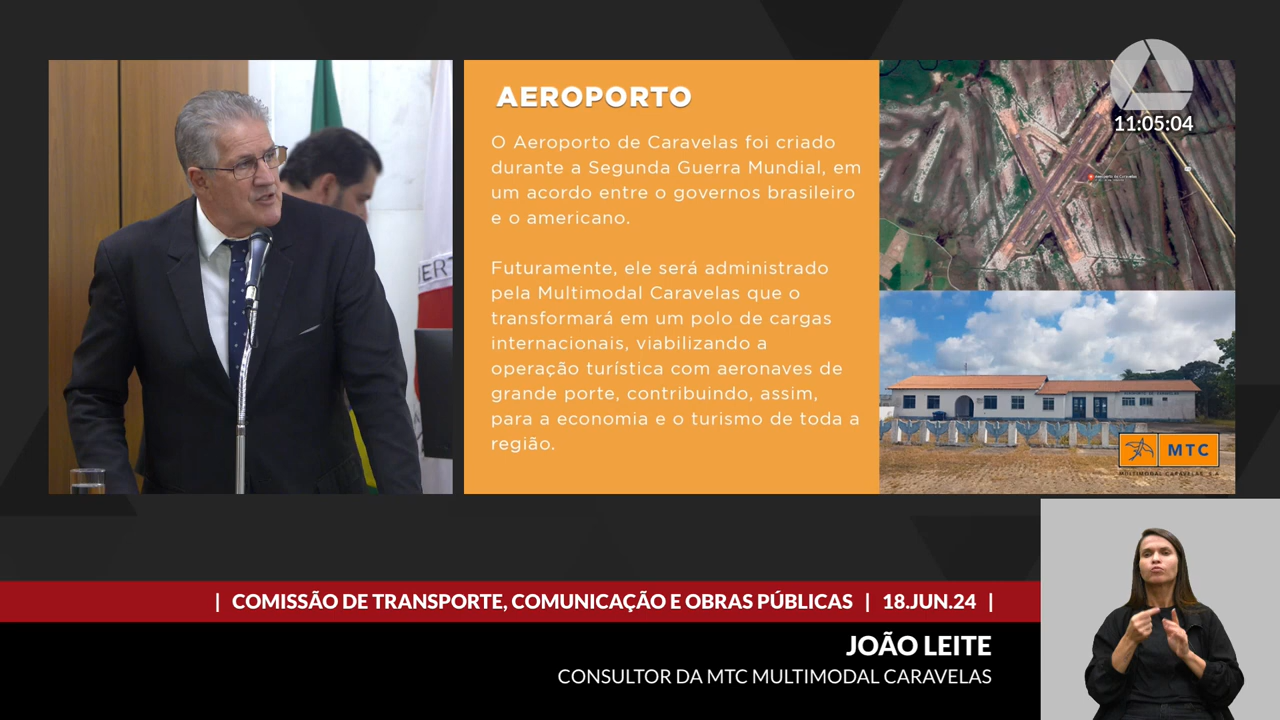 AEROPORTO
O Aeroporto de Caravelas foi criado
durante a Segunda Guerra Mundial, em
um acordo entre o governos brasileiro
e o americano.
Futuramente, ele será administrado
pela Multimodal Caravelas que o
transformará em um polo de cargas
internacionais, viabilizando a
operação turística com aeronaves de
grande porte, contribuindo, assim,
para a economia e o turismo de toda a
região.
11:05:04
MTC
MULTIMODAL CARAVELAS, S.A
| COMISSÃO DE TRANSPORTE, COMUNICAÇÃO E OBRAS PÚBLICAS | 18.JUN.24 |
JOÃO LEITE
CONSULTOR DA MTC MULTIMODAL CARAVELAS